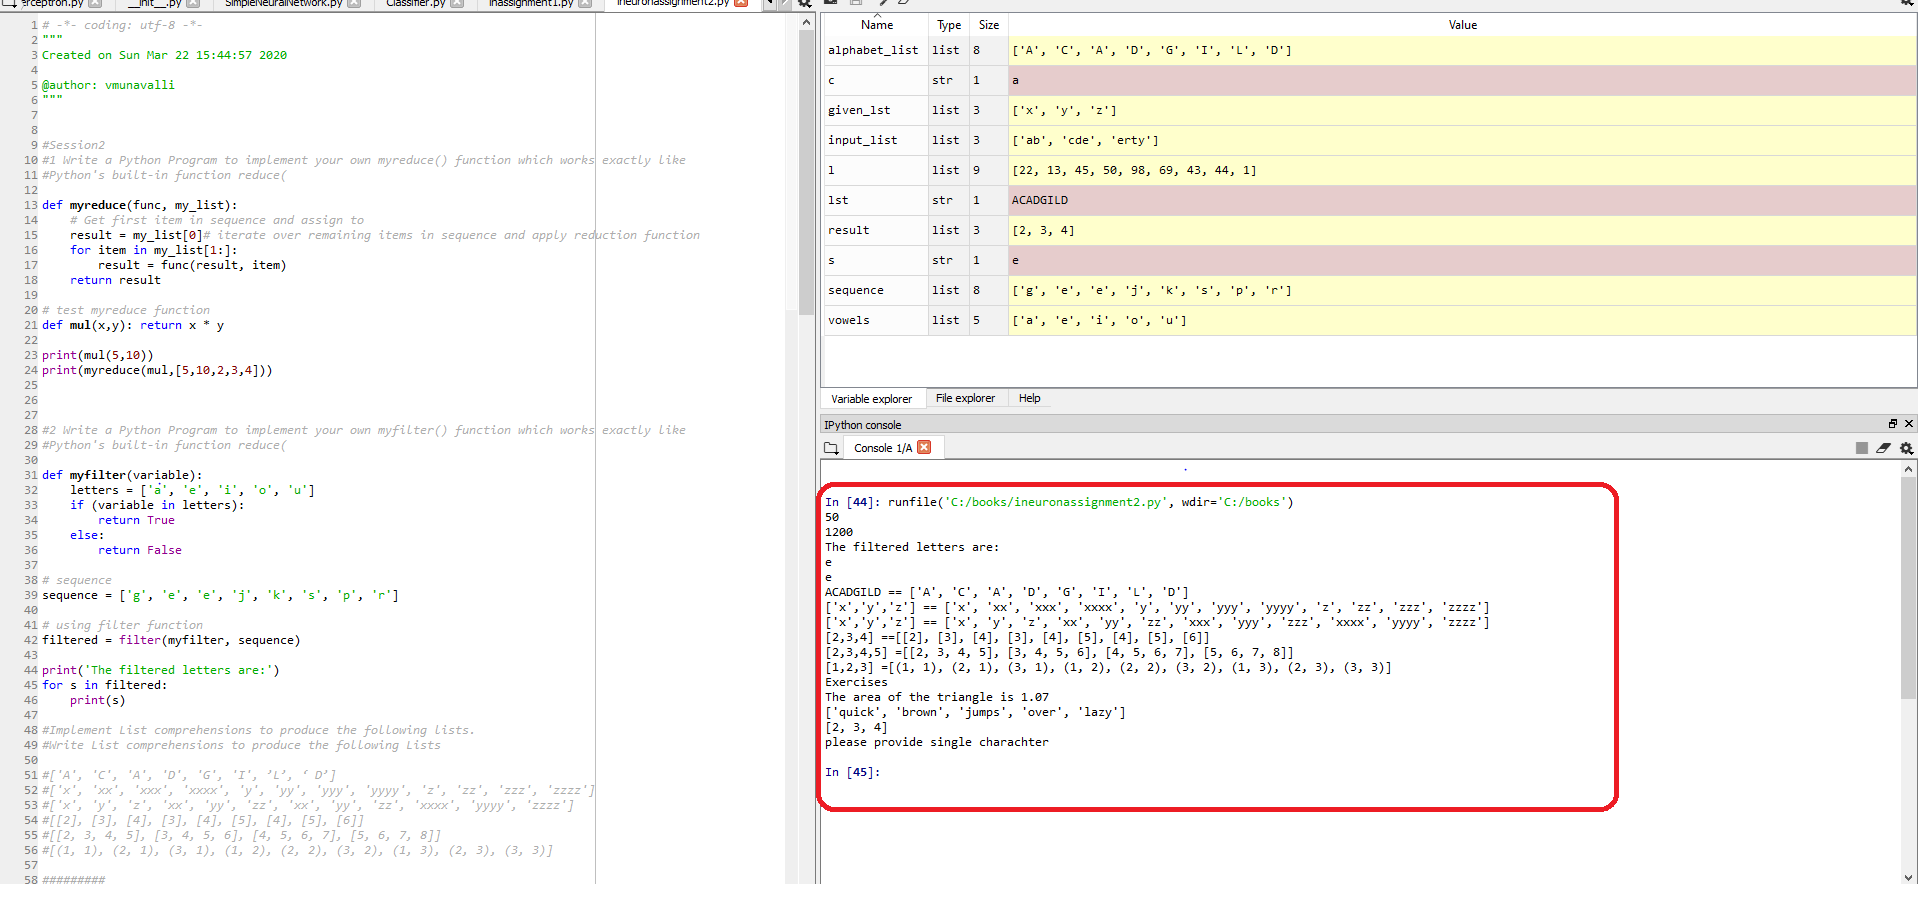 erceptron.py __init__.py SimpleNeuralNetwork.py Classifier.py inassignment1.py ineuronassignment2.py
1 # -*- coding: utf-8 -*-
2 """
3 Created on Sun Mar 22 15:44:57 2020
4
5 @author: vmunavalli
6 """
7
8
9 #Session2
10 #1 Write a Python Program to implement your own myreduce() function which works exactly like
11 #Python's built-in function reduce(
12
13 def myreduce(func, my_list):
14 # Get first item in sequence and assign to
15 result = my_list[0]# iterate over remaining items in sequence and apply reduction function
16 for item in my_list[1:]:
17 result = func(result, item)
18 return result
19
20 # test myreduce function
21 def mul(x,y): return x * y
22
23 print(mul(5,10))
24 print(myreduce(mul,[5,10,2,3,4]))
25
26
27
28 #2 Write a Python Program to implement your own myfilter() function which works exactly like
29 #Python's built-in function reduce(
30
31 def myfilter(variable):
32 letters = ['a', 'e', 'i', 'o', 'u']
33 if (variable in letters):
34 return True
35 else:
36 return False
37
38 # sequence
39 sequence = ['g', 'e', 'e', 'j', 'k', 's', 'p', 'r']
40
41 # using filter function
42 filtered = filter(myfilter, sequence)
43
44 print('The filtered letters are:')
45 for s in filtered:
46 print(s)
47
48 #Implement List comprehensions to produce the following lists.
49 #Write List comprehensions to produce the following Lists
50
51 #['A', 'C', 'A', 'D', 'G', 'I', ’L’, ‘ D’]
52 #['x', 'xx', 'xxx', 'xxxx', 'y', 'yy', 'yyy', 'yyyy', 'z', 'zz', 'zzz', 'zzzz']
53 #['x', 'y', 'z', 'xx', 'yy', 'zz', 'xx', 'yy', 'zz', 'xxxx', 'yyyy', 'zzzz']
54 #[[2], [3], [4], [3], [4], [5], [4], [5], [6]]
55 #[[2, 3, 4, 5], [3, 4, 5, 6], [4, 5, 6, 7], [5, 6, 7, 8]]
56 #[(1, 1), (2, 1), (3, 1), (1, 2), (2, 2), (3, 2), (1, 3), (2, 3), (3, 3)]
57
58 #########
Name Type Size Value
alphabet_list list 8 ['A', 'C', 'A', 'D', 'G', 'I', 'L', 'D']
c str 1 a
given_lst list 3 ['x', 'y', 'z']
input_list list 3 ['ab', 'cde', 'erty']
l list 9 [22, 13, 45, 50, 98, 69, 43, 44, 1]
lst str 1 ACADGILD
result list 3 [2, 3, 4]
s str 1 e
sequence list 8 ['g', 'e', 'e', 'j', 'k', 's', 'p', 'r']
vowels list 5 ['a', 'e', 'i', 'o', 'u']
Variable explorer File explorer Help
IPython console
Console 1/A
In [44]: runfile('C:/books/ineuronassignment2.py', wdir='C:/books')
50
1200
The filtered letters are:
e
e
ACADGILD == ['A', 'C', 'A', 'D', 'G', 'I', 'L', 'D']
['x','y','z'] == ['x', 'xx', 'xxx', 'xxxx', 'y', 'yy', 'yyy', 'yyyy', 'z', 'zz', 'zzz', 'zzzz']
['x','y','z'] == ['x', 'y', 'z', 'xx', 'yy', 'zz', 'xxx', 'yyy', 'zzz', 'xxxx', 'yyyy', 'zzzz']
[2,3,4] ==[[2], [3], [4], [3], [4], [5], [4], [5], [6]]
[2,3,4,5] =[[2, 3, 4, 5], [3, 4, 5, 6], [4, 5, 6, 7], [5, 6, 7, 8]]
[1,2,3] =[(1, 1), (2, 1), (3, 1), (1, 2), (2, 2), (3, 2), (1, 3), (2, 3), (3, 3)]
Exercises
The area of the triangle is 1.07
['quick', 'brown', 'jumps', 'over', 'lazy']
[2, 3, 4]
please provide single charachter
In [45]: